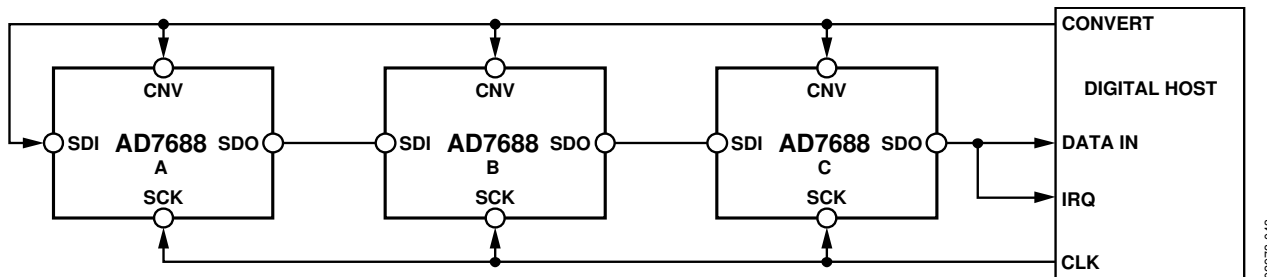 CONVERT
CNV CNV CNV
DIGITAL HOST
SDI AD7688 SDO SDI AD7688 SDO SDI AD7688 SDO DATA IN
A B C
SCK SCK SCK
IRQ
CLK